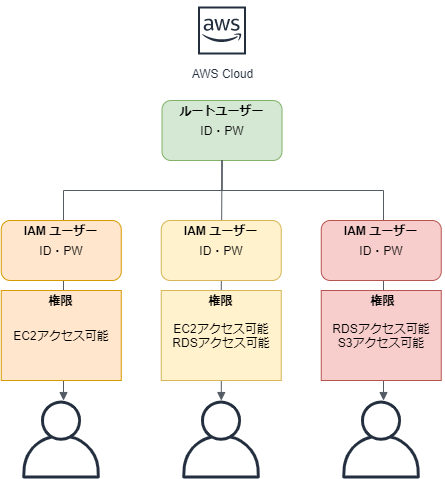 aws
AWS Cloud
ルートユーザー
ID・PW
IAM ユーザー
ID・PW
IAM ユーザー
ID・PW
IAM ユーザー
ID・PW
権限
EC2アクセス可能
権限
EC2アクセス可能
RDSアクセス可能
権限
RDSアクセス可能
S3アクセス可能